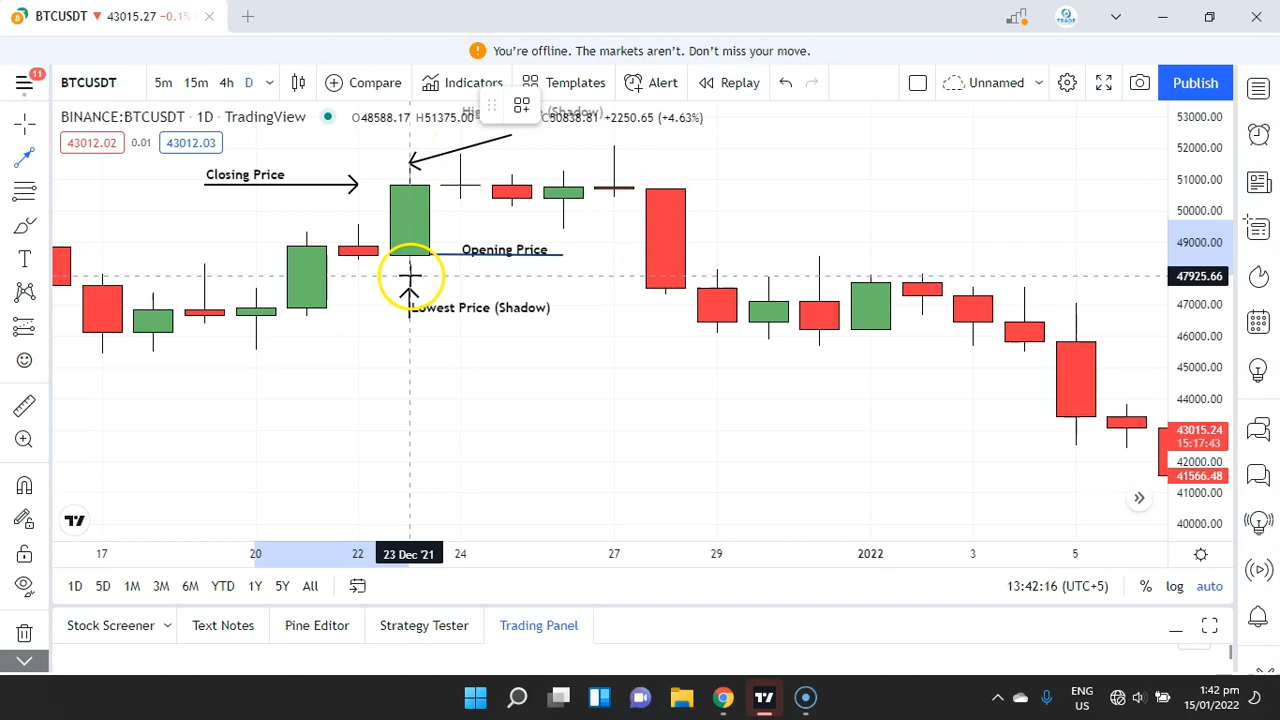 BTCUSDT ▼ 43015.27 −0.15
You're offline. The markets aren't. Don't miss your move.
11
BTCUSDT 5m 15m 4h D Compare Indicators Templates Alert Replay Unnamed Publish
BINANCE:BTCUSDT · 1D · TradingView O48588.17 H51375.00 C50838.81 +2250.65 (+4.63%)
(Shadow)
43012.02 0.01 43012.03
Closing Price
Opening Price
Lowest Price (Shadow)
53000.00
52000.00
51000.00
50000.00
49000.00
47925.66
47000.00
46000.00
45000.00
44000.00
43015.24
15:17:43
42000.00
41566.48
41000.00
40000.00
17 20 22 23 Dec '21 24 27 29 2022 3 5
1D 5D 1M 3M 6M YTD 1Y 5Y All 13:42:16 (UTC+5) % log auto
Stock Screener Text Notes Pine Editor Strategy Tester Trading Panel
ENG
US
1:42 pm
15/01/2022